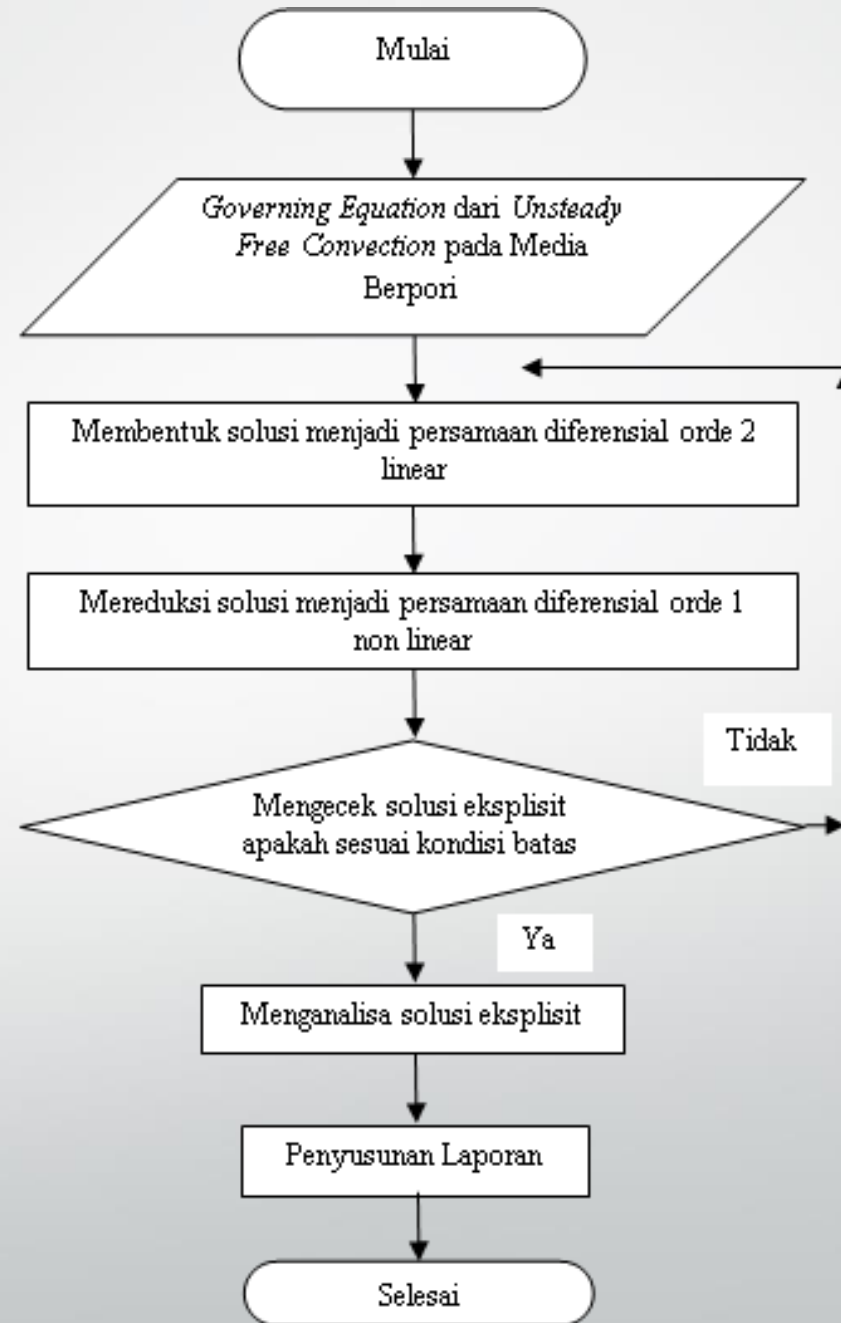 Mulai
Governing Equation dari Unsteady
Free Convection pada Media
Berpori
Membentuk solusi menjadi persamaan diferensial orde 2
linear
Mereduksi solusi menjadi persamaan diferensial orde 1
non linear
Tidak
Mengecek solusi eksplisit
apakah sesuai kondisi batas
Ya
Menganalisa solusi eksplisit
Penyusunan Laporan
Selesai